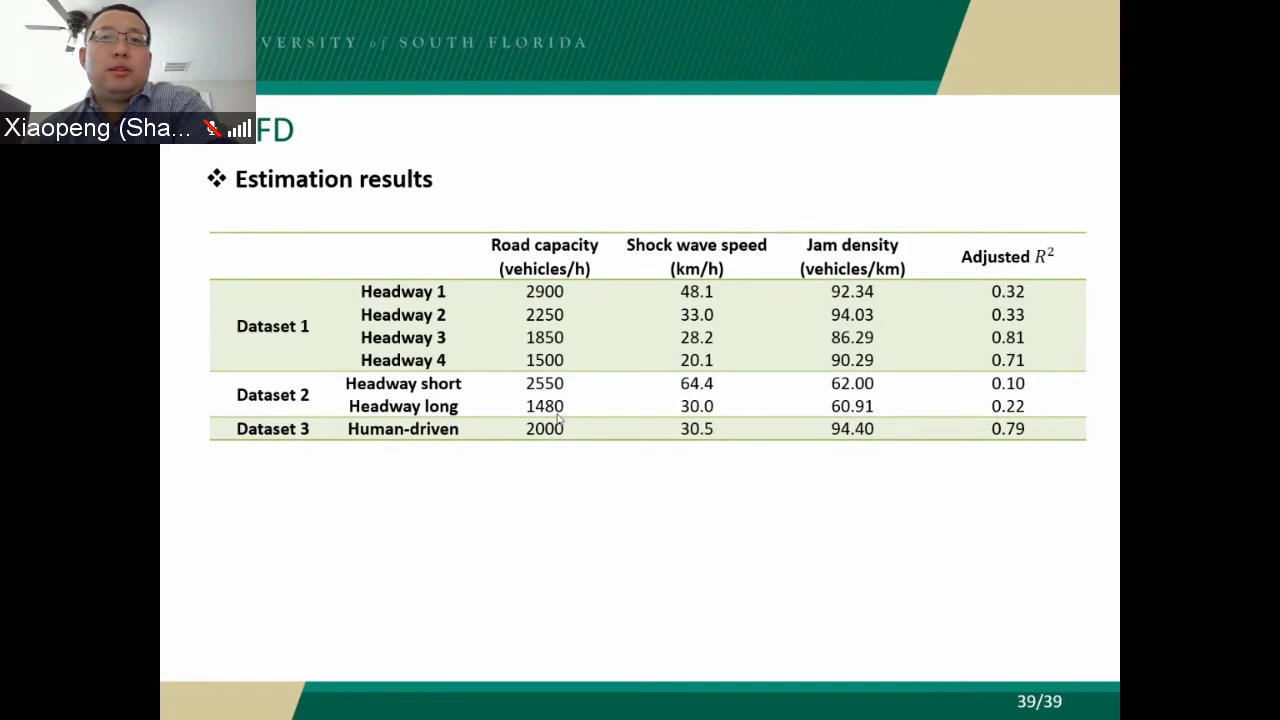 VERSITY of SOUTH FLORIDA
Xiaopeng (Sha...
FD
❖ Estimation results
Road capacity (vehicles/h) Shock wave speed (km/h) Jam density (vehicles/km) Adjusted R²
Dataset 1
Headway 1 2900 48.1 92.34 0.32
Headway 2 2250 33.0 94.03 0.33
Headway 3 1850 28.2 86.29 0.81
Headway 4 1500 20.1 90.29 0.71
Dataset 2
Headway short 2550 64.4 62.00 0.10
Headway long 1480 30.0 60.91 0.22
Dataset 3 Human-driven 2000 30.5 94.40 0.79
39/39